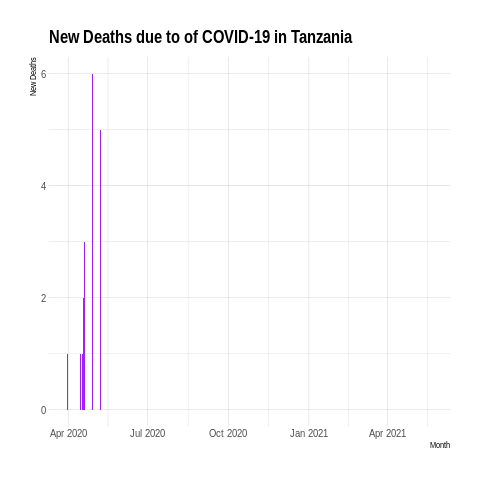 New Deaths due to of COVID-19 in Tanzania
New Deaths
6
4
2
0
Apr 2020 Jul 2020 Oct 2020 Jan 2021 Apr 2021
Month